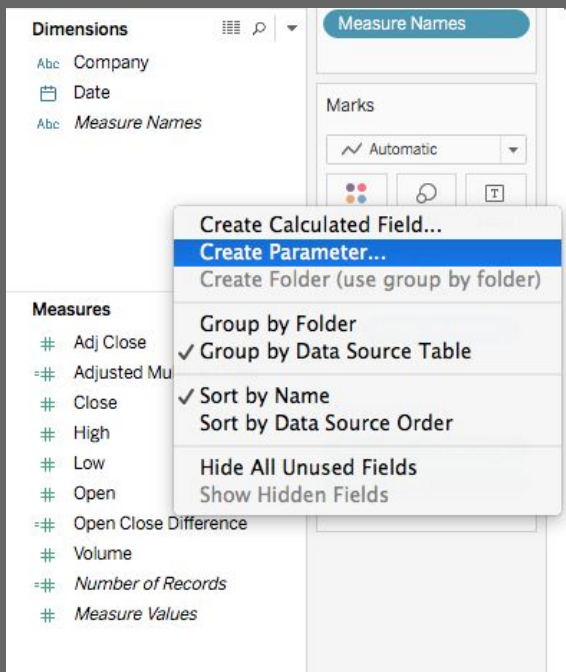 Dimensions
Abc Company
Date
Abc Measure Names
Measure Names
Marks
Automatic
T
Create Calculated Field...
Create Parameter...
Create Folder (use group by folder)
Group by Folder
Group by Data Source Table
Sort by Name
Sort by Data Source Order
Hide All Unused Fields
Show Hidden Fields
Measures
# Adj Close
=# Adjusted Mu
# Close
# High
# Low
# Open
=# Open Close Difference
# Volume
=# Number of Records
# Measure Values